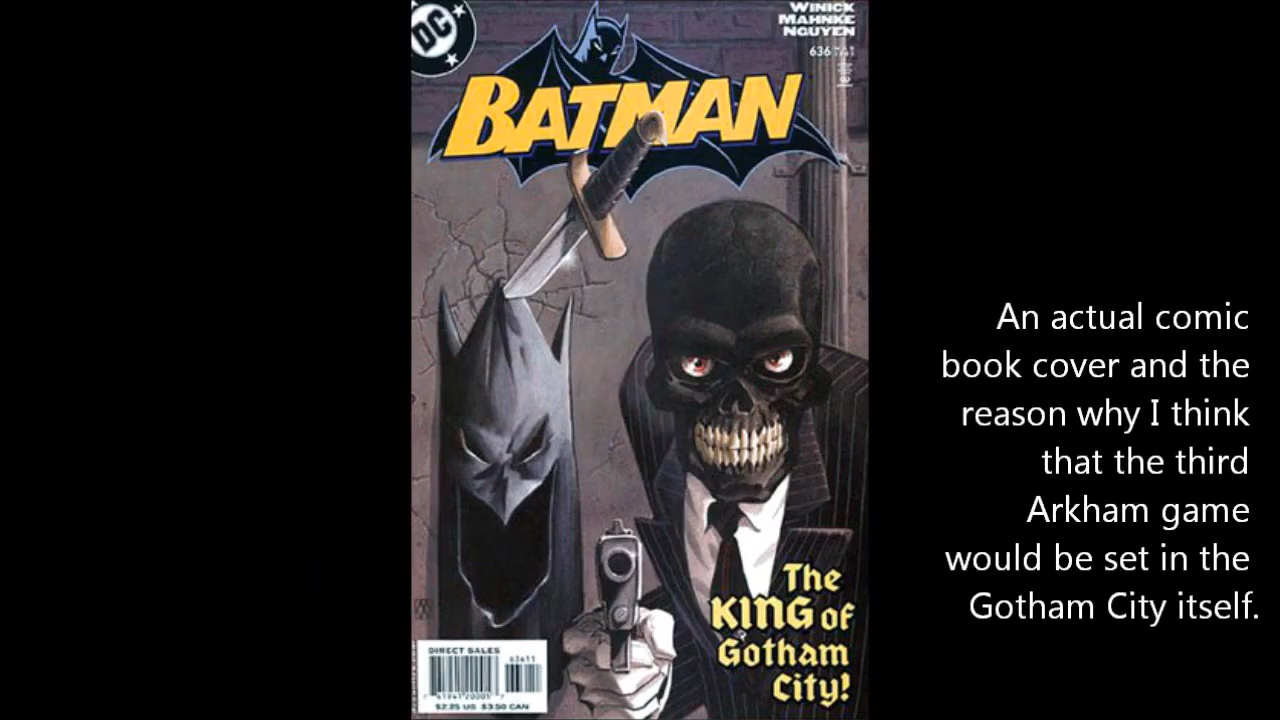 DC
WINICK
MAHNKE
NGUYEN
636
BATMAN
An actual comic
book cover and the
reason why I think
that the third
Arkham game
would be set in the
Gotham City itself.
The
KING of
Gotham
City!
DIRECT SALES
03611
$2.25 US $3.50 CAN